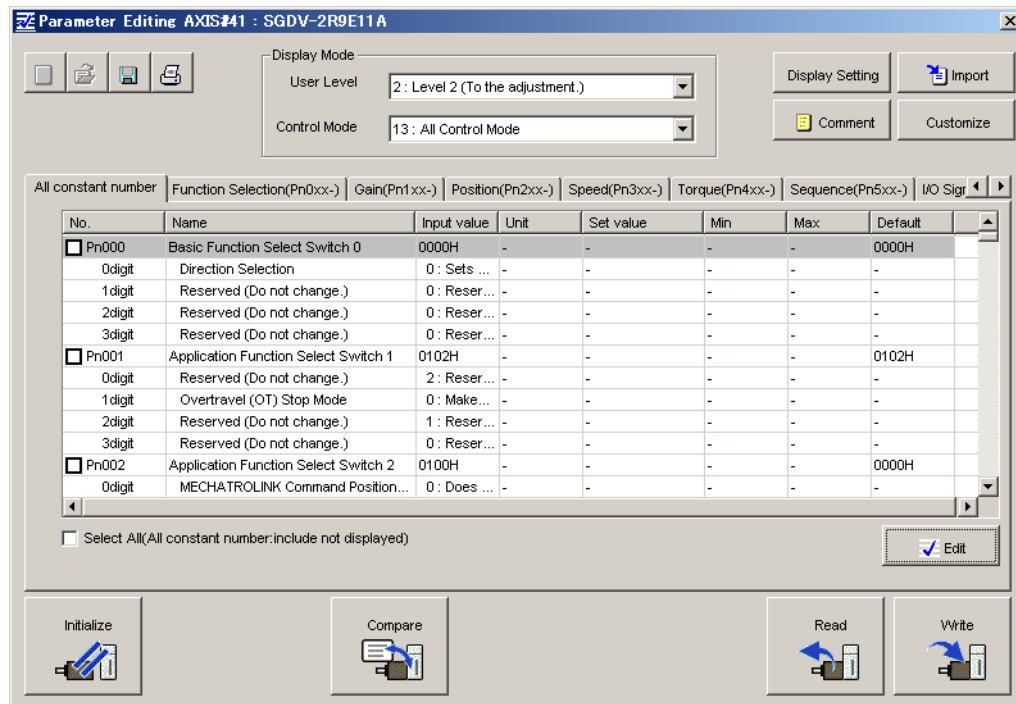 Parameter Editing AXIS#41 : SGDV-2R9E11A
Display Mode
User Level 2 : Level 2 (To the adjustment.)
Control Mode 13 : All Control Mode
Display Setting Import
Comment Customize
All constant number Function Selection(Pn0xx-) Gain(Pn1xx-) Position(Pn2xx-) Speed(Pn3xx-) Torque(Pn4xx-) Sequence(Pn5xx-) I/O Sigr
No. Name Input value Unit Set value Min Max Default
Pn000 Basic Function Select Switch 0 0000H - - - - 0000H
0digit Direction Selection 0 : Sets ... - - - - -
1digit Reserved (Do not change.) 0 : Reser... - - - - -
2digit Reserved (Do not change.) 0 : Reser... - - - - -
3digit Reserved (Do not change.) 0 : Reser... - - - - -
Pn001 Application Function Select Switch 1 0102H - - - - 0102H
0digit Reserved (Do not change.) 2 : Reser... - - - - -
1digit Overtravel (OT) Stop Mode 0 : Make... - - - - -
2digit Reserved (Do not change.) 1 : Reser... - - - - -
3digit Reserved (Do not change.) 0 : Reser... - - - - -
Pn002 Application Function Select Switch 2 0100H - - - - 0000H
0digit MECHATROLINK Command Position... 0 : Does ... - - - - -
Select All(All constant number:include not displayed)
Edit
Initialize Compare Read Write